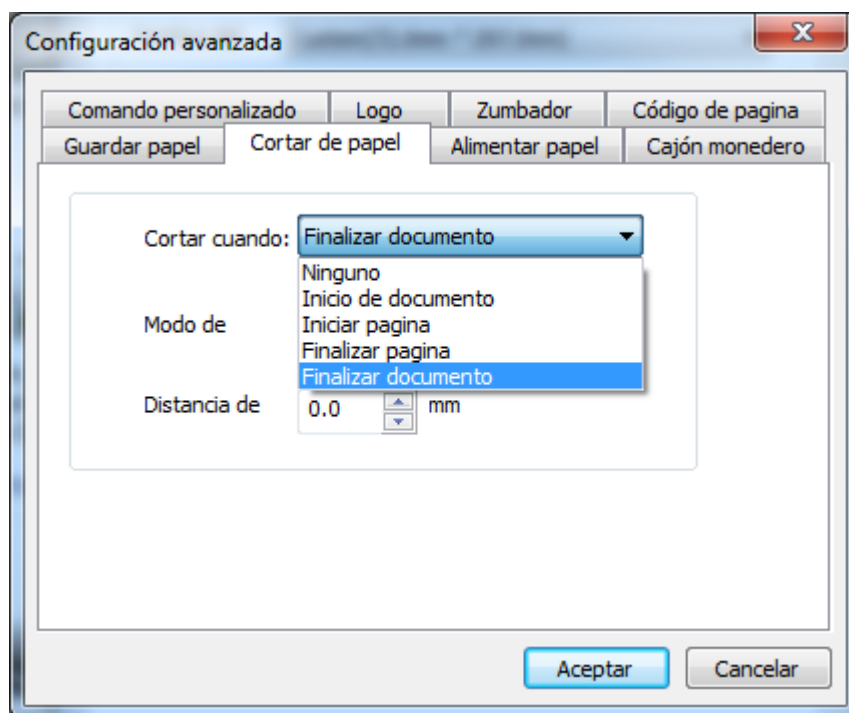 Configuración avanzada
Comando personalizado Logo Zumbador Código de pagina
Guardar papel Cortar de papel Alimentar papel Cajón monedero
Cortar cuando: Finalizar documento
Ninguno
Inicio de documento
Modo de Iniciar pagina
Finalizar pagina
Finalizar documento
Distancia de 0.0 mm
Aceptar Cancelar